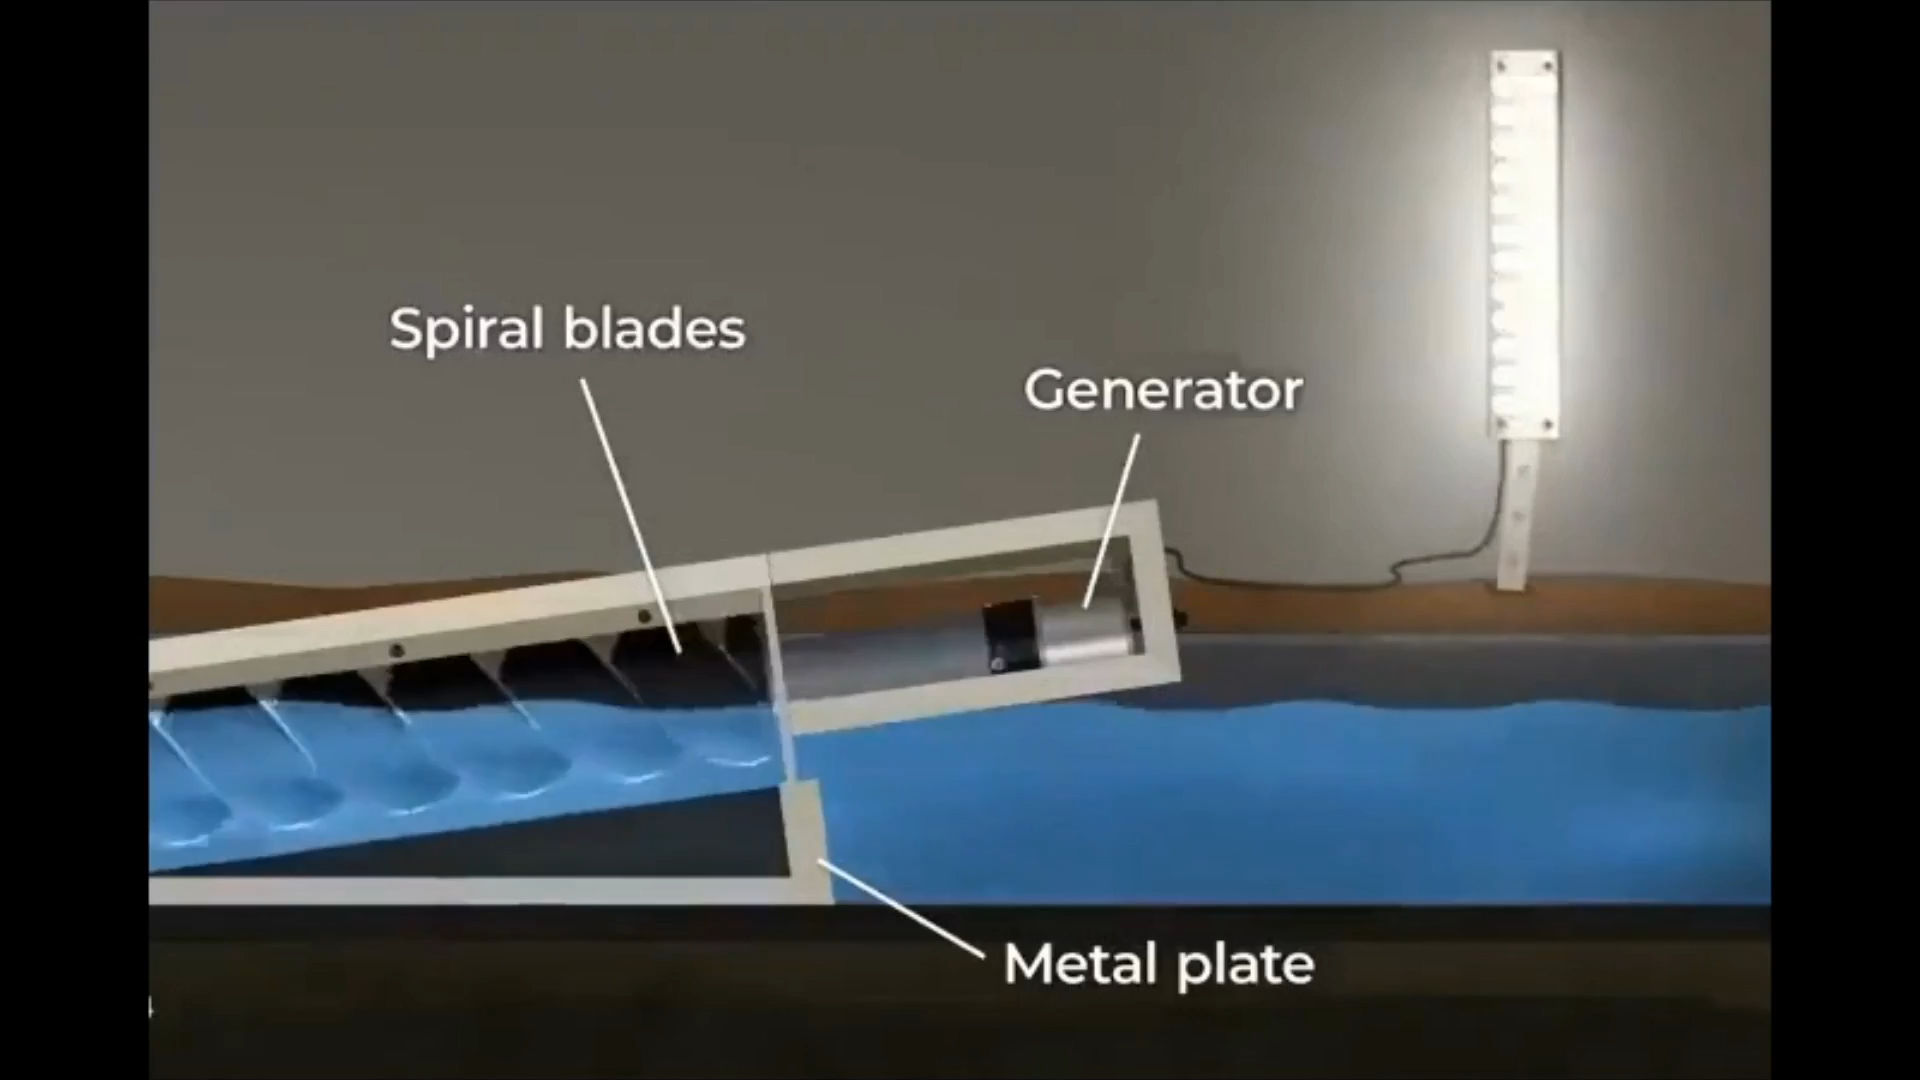 Spiral blades
Generator
Metal plate